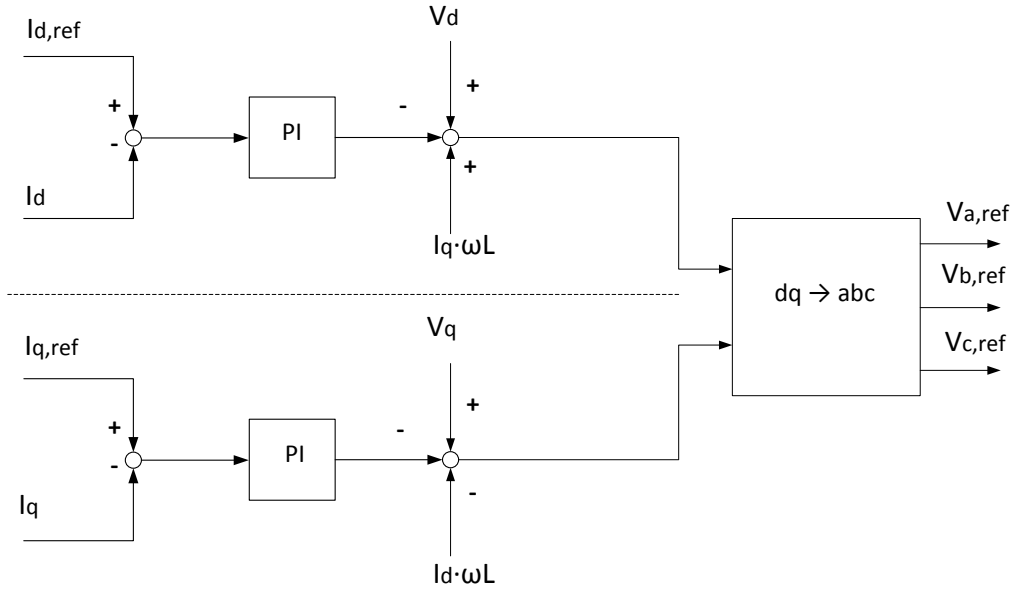 Id,ref
+
-
Id
PI
-
Vd
+
+
Iq·ωL
Iq,ref
+
-
Iq
PI
-
Vq
+
-
Id·ωL
dq → abc
Va,ref
Vb,ref
Vc,ref